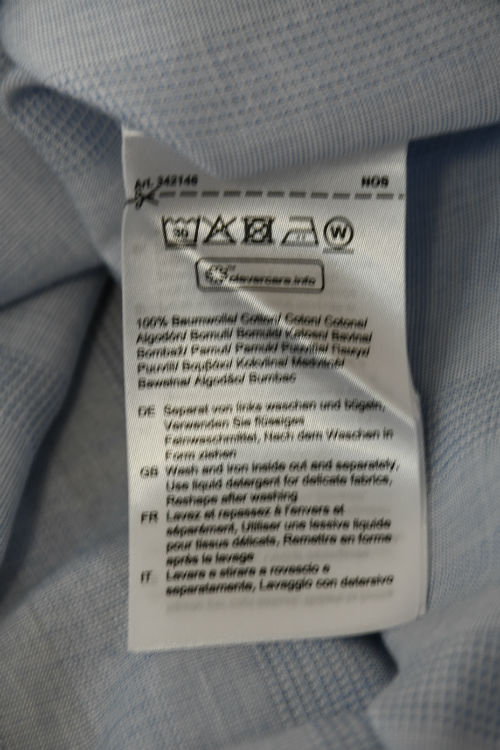 Art. 342146 NOS
30 W
clevercare.info
100% Baumwolle/ Cotton/ Coton/ Cotone/
Algodón/ Bomull/ Bomuld/ Katoen/ Bavlna/
Bombaž/ Pamut/ Pamuk/ Puuvilla/
Puuvill/ Βαμβάκι/ Kokvilna/ Medvilnė/
Bawełna/ Algodão/ Bumbac
DE Separat von links waschen und bügeln,
Verwenden Sie flüssiges
Feinwaschmittel, Nach dem Waschen in
Form ziehen
GB Wash and iron inside out and separately,
Use liquid detergent for delicate fabrics,
Reshape after washing
FR Lavez et repassez à l'envers et
séparément, Utiliser une lessive liquide
pour tissus délicats, Remettre en forme
après le lavage
IT Lavare e stirare a rovescio e
separatamente, Lavaggio con detersivo